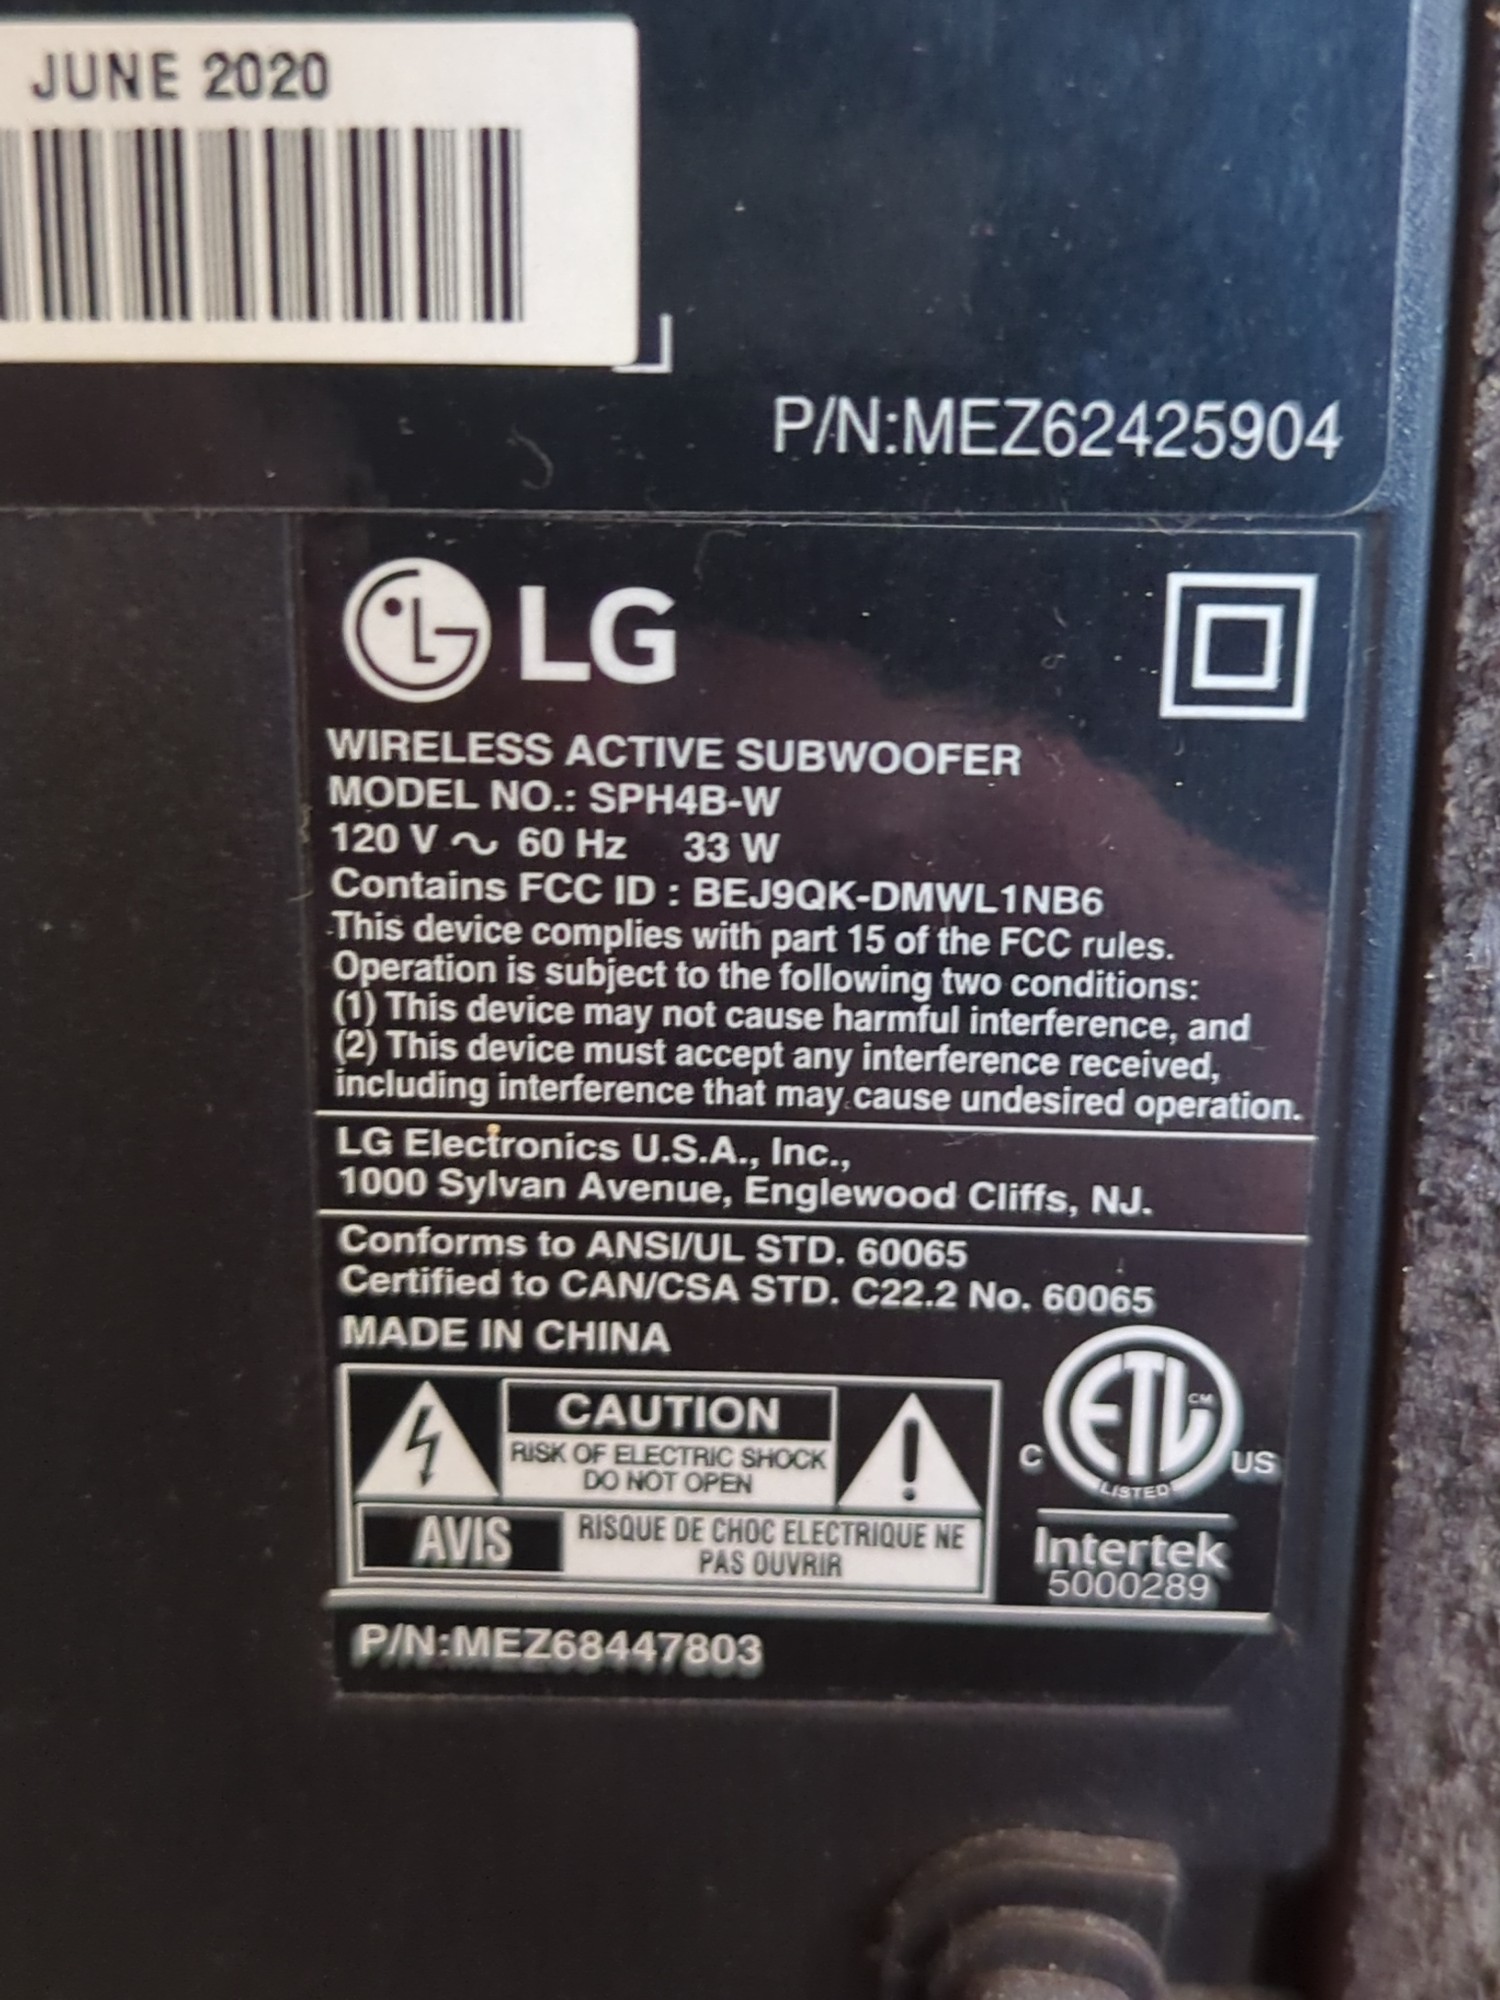 JUNE 2020
P/N:MEZ62425904
LG LG
WIRELESS ACTIVE SUBWOOFER
MODEL NO.: SPH4B-W
120 V ~ 60 Hz 33 W
Contains FCC ID : BEJ9QK-DMWL1NB6
This device complies with part 15 of the FCC rules.
Operation is subject to the following two conditions:
(1) This device may not cause harmful interference, and
(2) This device must accept any interference received,
including interference that may cause undesired operation.
LG Electronics U.S.A., Inc.,
1000 Sylvan Avenue, Englewood Cliffs, NJ.
Conforms to ANSI/UL STD. 60065
Certified to CAN/CSA STD. C22.2 No. 60065
MADE IN CHINA
CAUTION
RISK OF ELECTRIC SHOCK
DO NOT OPEN
AVIS
RISQUE DE CHOC ELECTRIQUE NE
PAS OUVRIR
ETL CM
C US
LISTED
Intertek
5000289
P/N:MEZ68447803